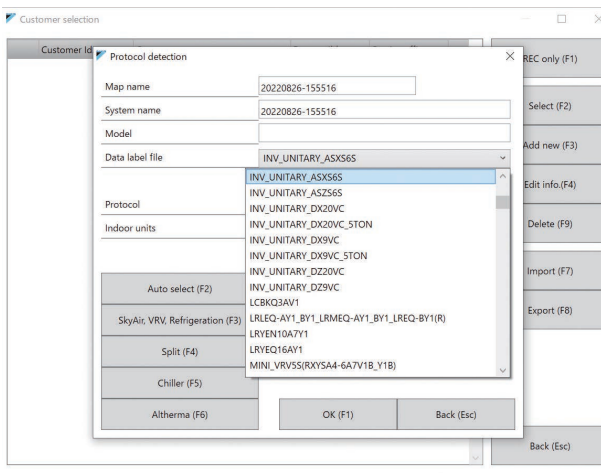 Customer selection
Customer Id
REC only (F1)
Select (F2)
Add new (F3)
Edit info.(F4)
Delete (F9)
Import (F7)
Export (F8)
Back (Esc)
Protocol detection
Map name 20220826-155516
System name 20220826-155516
Model
Data label file INV_UNITARY_ASXS6S
INV_UNITARY_ASXS6S
INV_UNITARY_ASZS6S
INV_UNITARY_DX20VC
INV_UNITARY_DX20VC_5TON
INV_UNITARY_DX9VC
INV_UNITARY_DX9VC_5TON
INV_UNITARY_DZ20VC
INV_UNITARY_DZ9VC
LCBKQ3AV1
LRLEQ-AY1_BY1_LRMEQ-AY1_BY1_LREQ-BY1(R)
LRYEN10A7Y1
LRYEQ16AY1
MINI_VRV5S(RXYSA4-6A7V1B_Y1B)
Protocol
Indoor units
Auto select (F2)
SkyAir, VRV, Refrigeration (F3)
Split (F4)
Chiller (F5)
Altherma (F6)
OK (F1)
Back (Esc)